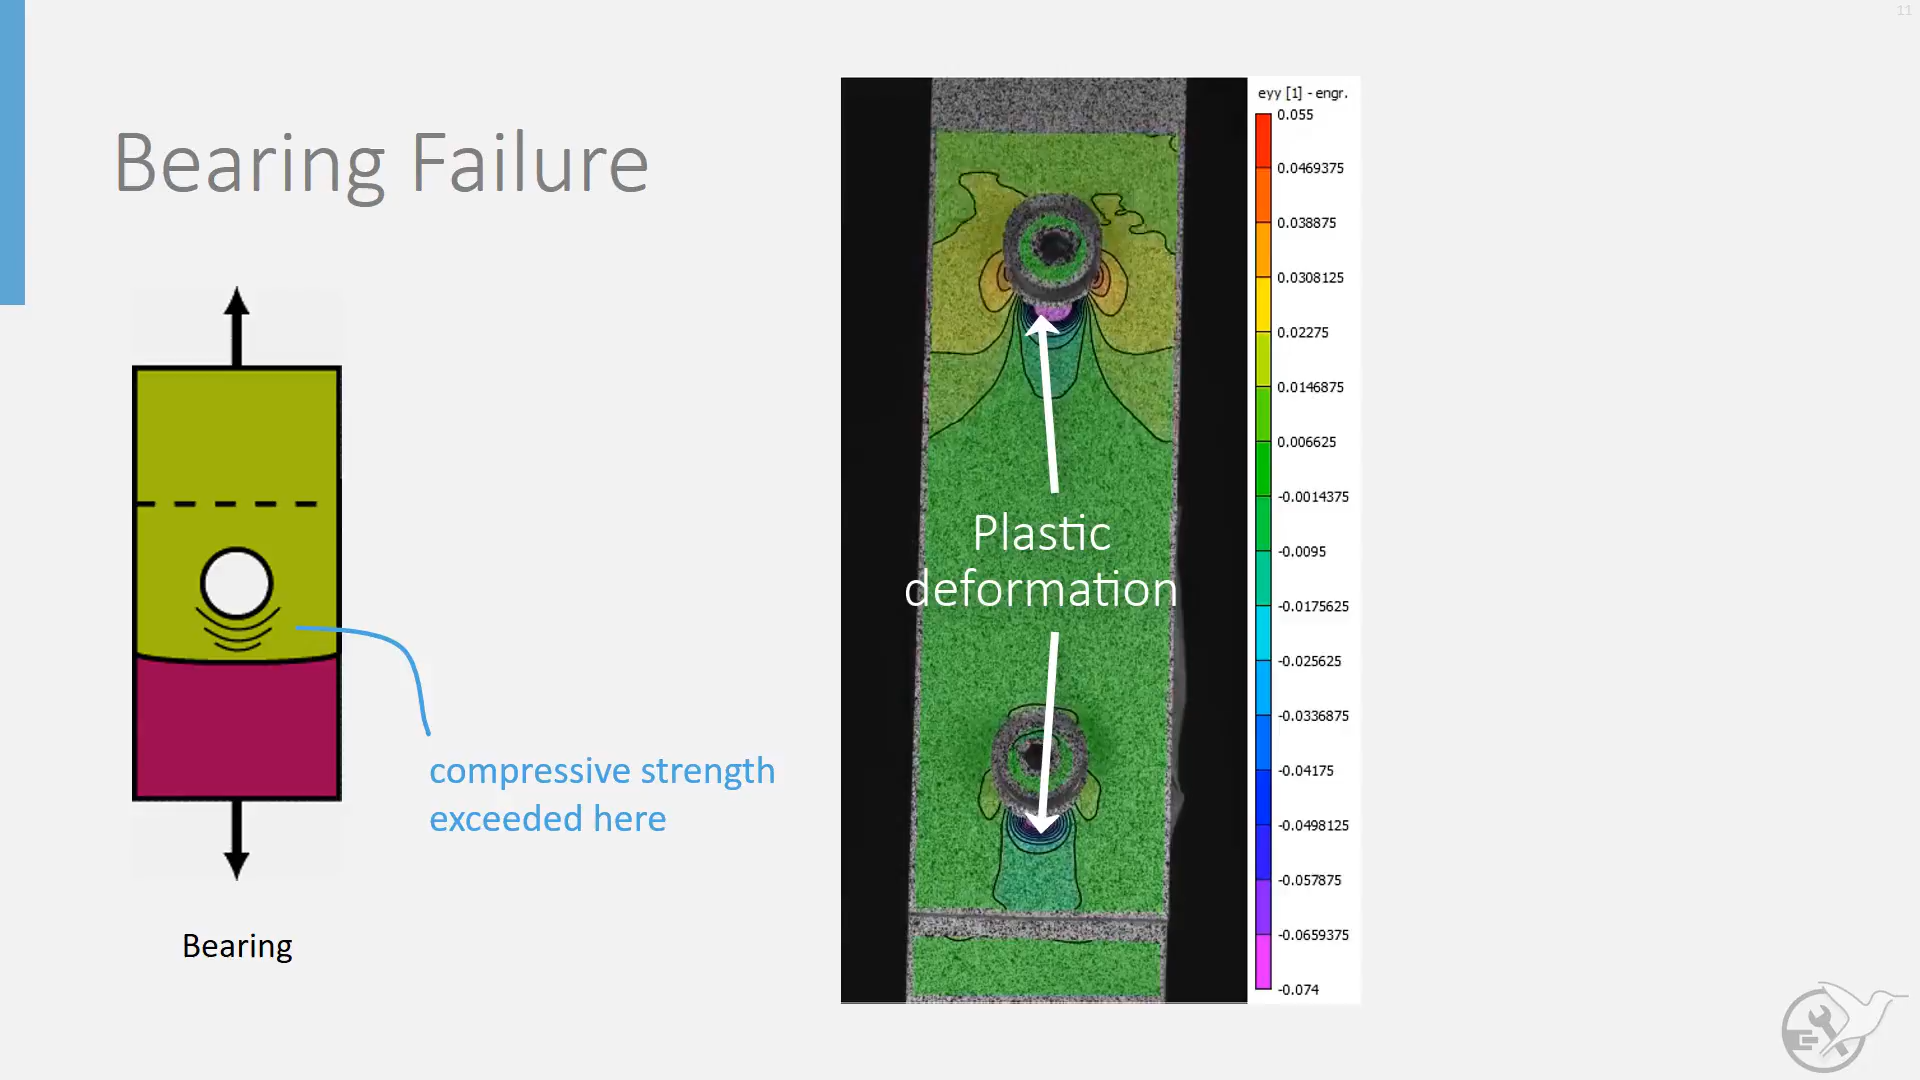 11
Bearing Failure
compressive strength
exceeded here
Bearing
Plastic
deformation
eyy [1] - engr.
0.055
0.0469375
0.038875
0.0308125
0.02275
0.0146875
0.006625
-0.0014375
-0.0095
-0.0175625
-0.025625
-0.0336875
-0.04175
-0.0498125
-0.057875
-0.0659375
-0.074